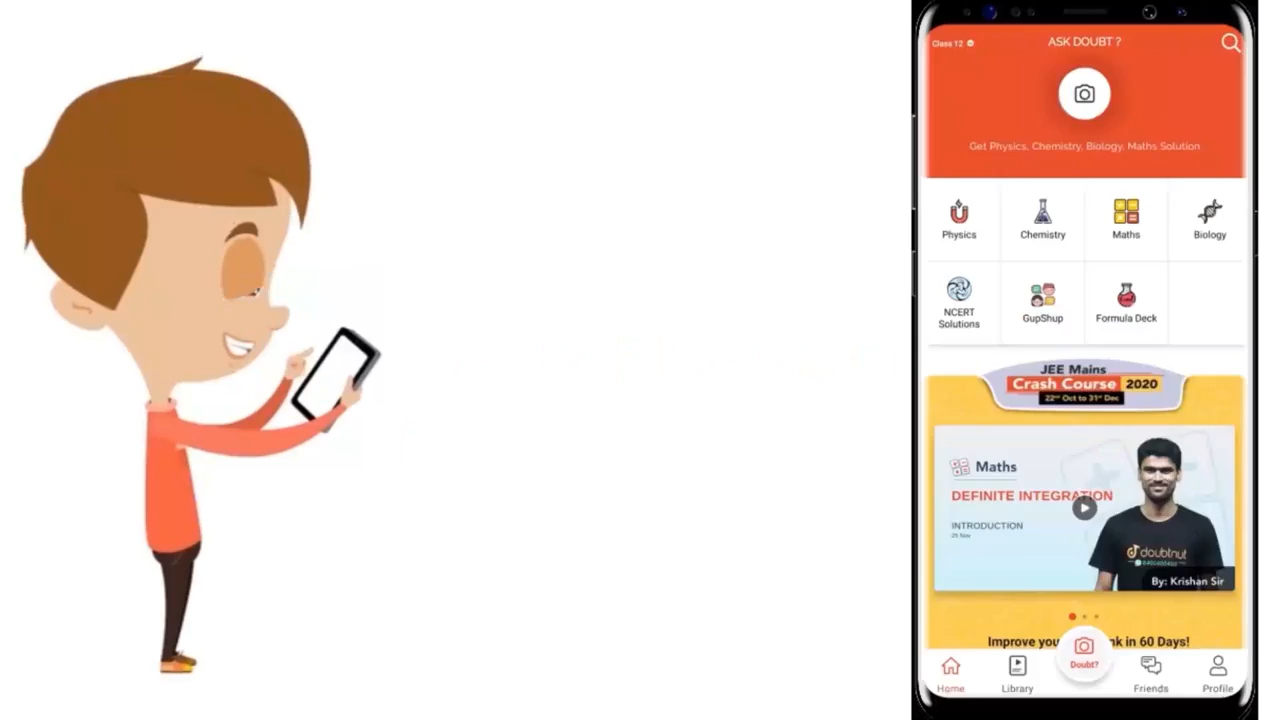 Class 12
ASK DOUBT ?
Get Physics, Chemistry, Biology, Maths Solution
Physics
Chemistry
Maths
Biology
NCERT
Solutions
GupShup
Formula Deck
JEE Mains
Crash Course 2020
22nd Oct to 31st Dec
Maths
DEFINITE INTEGRATION
INTRODUCTION
doubtnut
By: Krishan Sir
Improve you nk in 60 Days!
Doubt?
Home
Library
Friends
Profile